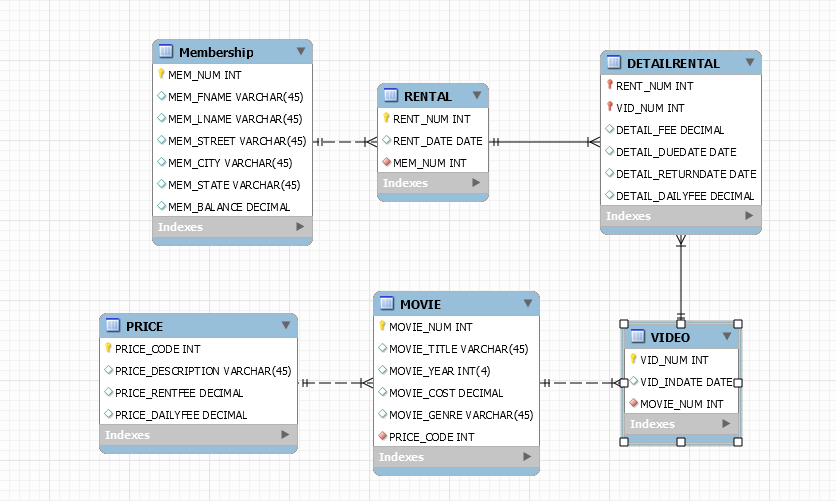 Membership
MEM_NUM INT
MEM_FNAME VARCHAR(45)
MEM_LNAME VARCHAR(45)
MEM_STREET VARCHAR(45)
MEM_CITY VARCHAR(45)
MEM_STATE VARCHAR(45)
MEM_BALANCE DECIMAL
Indexes
RENTAL
RENT_NUM INT
RENT_DATE DATE
MEM_NUM INT
Indexes
DETAILRENTAL
RENT_NUM INT
VID_NUM INT
DETAIL_FEE DECIMAL
DETAIL_DUEDATE DATE
DETAIL_RETURNDATE DATE
DETAIL_DAILYFEE DECIMAL
Indexes
PRICE
PRICE_CODE INT
PRICE_DESCRIPTION VARCHAR(45)
PRICE_RENTFEE DECIMAL
PRICE_DAILYFEE DECIMAL
Indexes
MOVIE
MOVIE_NUM INT
MOVIE_TITLE VARCHAR(45)
MOVIE_YEAR INT(4)
MOVIE_COST DECIMAL
MOVIE_GENRE VARCHAR(45)
PRICE_CODE INT
Indexes
VIDEO
VID_NUM INT
VID_INDATE DATE
MOVIE_NUM INT
Indexes